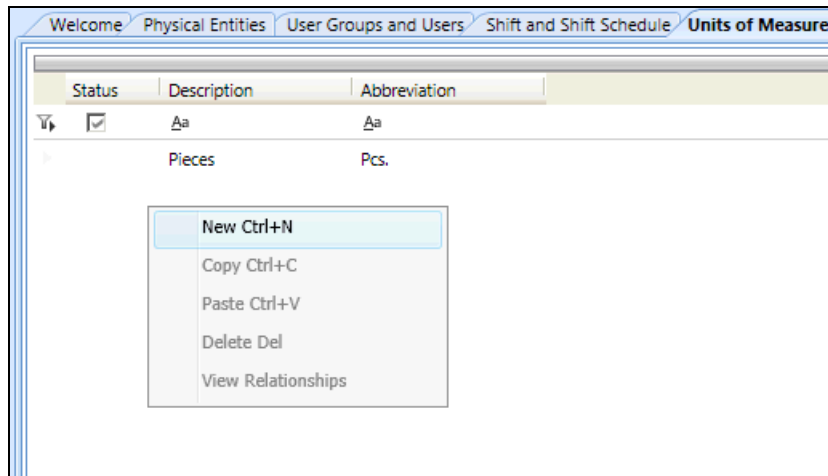 Welcome Physical Entities User Groups and Users Shift and Shift Schedule Units of Measure
Status Description Abbreviation
Aa Aa
Pieces Pcs.
New Ctrl+N
Copy Ctrl+C
Paste Ctrl+V
Delete Del
View Relationships